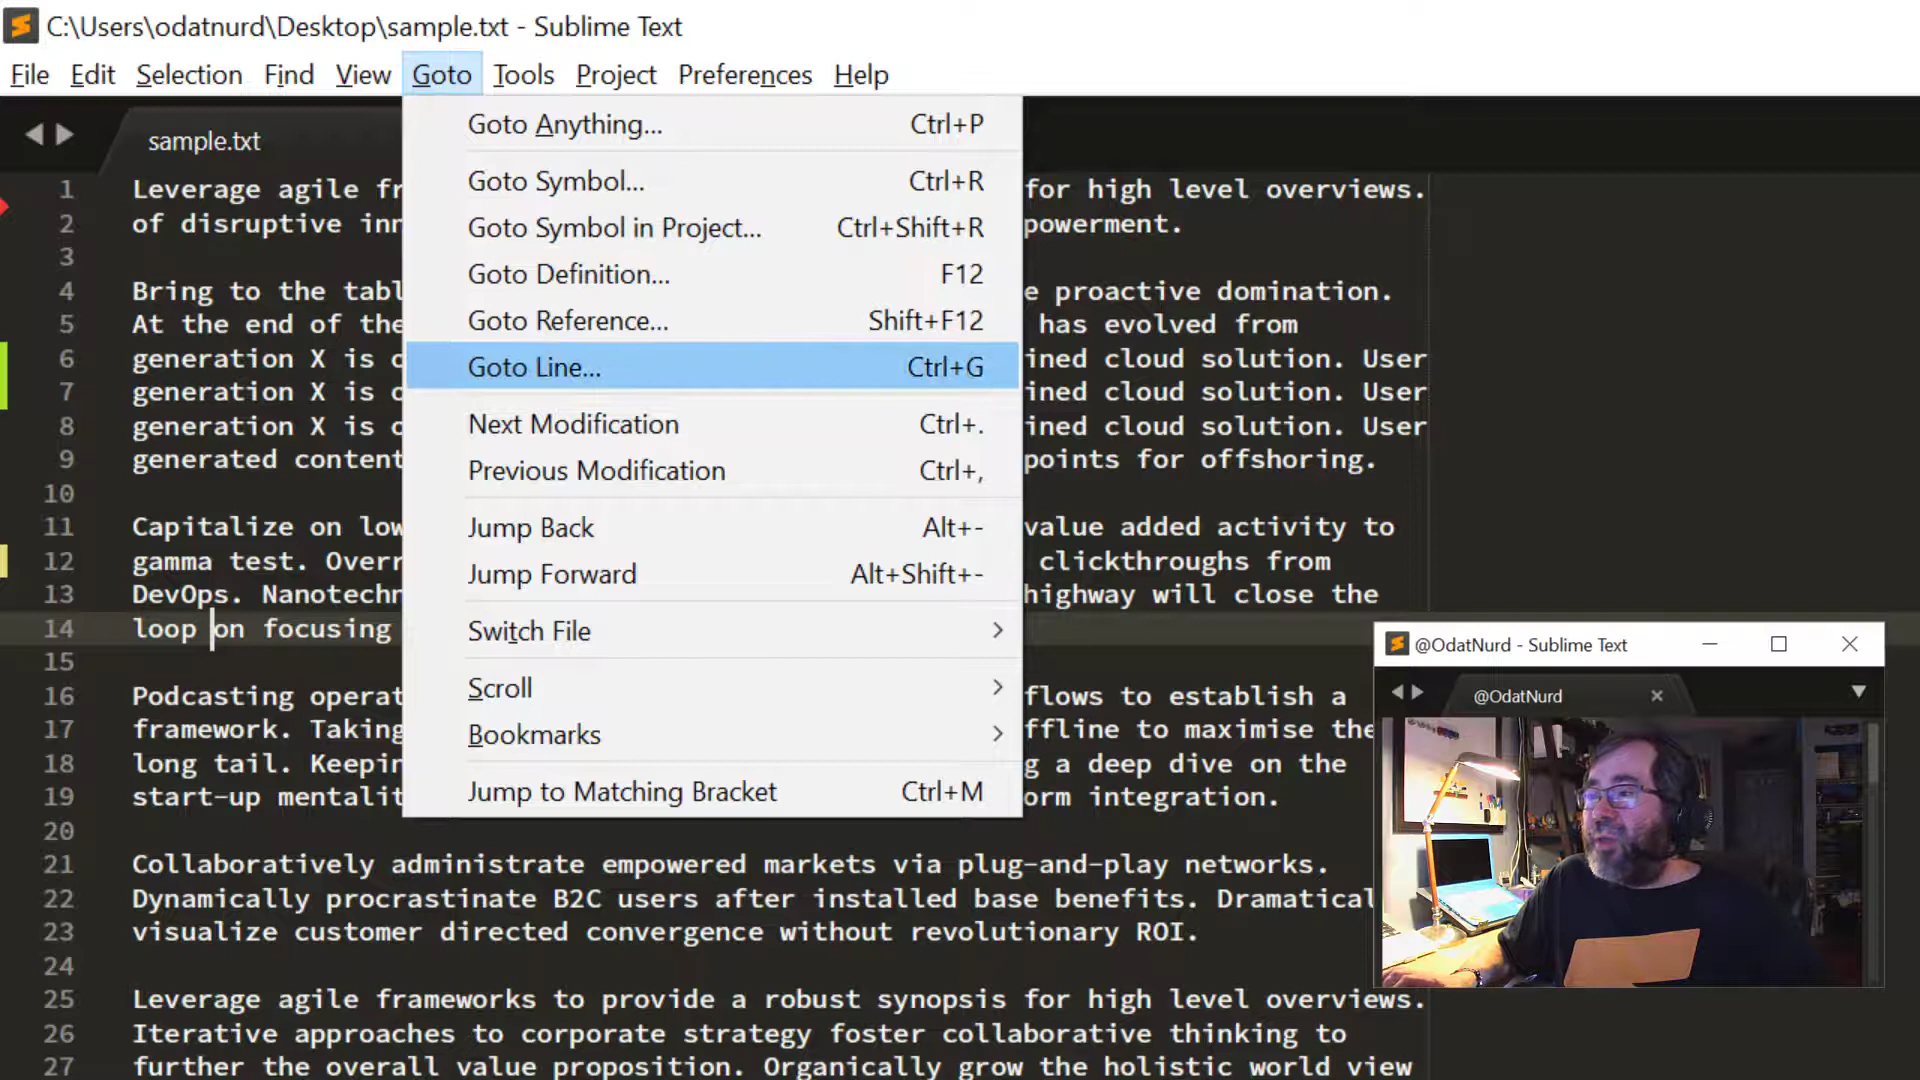 C:\Users\odatnurd\Desktop\sample.txt - Sublime Text
File Edit Selection Find View Goto Tools Project Preferences Help
sample.txt
Goto Anything... Ctrl+P
Goto Symbol... Ctrl+R
Goto Symbol in Project... Ctrl+Shift+R
Goto Definition... F12
Goto Reference... Shift+F12
Goto Line... Ctrl+G
Next Modification Ctrl+.
Previous Modification Ctrl+,
Jump Back Alt+-
Jump Forward Alt+Shift+-
Switch File
Scroll
Bookmarks
Jump to Matching Bracket Ctrl+M
1 Leverage agile fr for high level overviews.
2 of disruptive inn powerment.
3
4 Bring to the tabl e proactive domination.
5 At the end of the has evolved from
6 generation X is o ined cloud solution. User
7 generation X is o ined cloud solution. User
8 generation X is o ined cloud solution. User
9 generated content points for offshoring.
10
11 Capitalize on low value added activity to
12 gamma test. Overr clickthroughs from
13 DevOps. Nanotechn highway will close the
14 loop on focusing
15
16 Podcasting operat flows to establish a
17 framework. Taking ffline to maximise the
18 long tail. Keepin g a deep dive on the
19 start-up mentalit orm integration.
20
21 Collaboratively administrate empowered markets via plug-and-play networks.
22 Dynamically procrastinate B2C users after installed base benefits. Dramatical
23 visualize customer directed convergence without revolutionary ROI.
24
25 Leverage agile frameworks to provide a robust synopsis for high level overviews.
26 Iterative approaches to corporate strategy foster collaborative thinking to
27 further the overall value proposition. Organically grow the holistic world view
@OdatNurd - Sublime Text
@OdatNurd